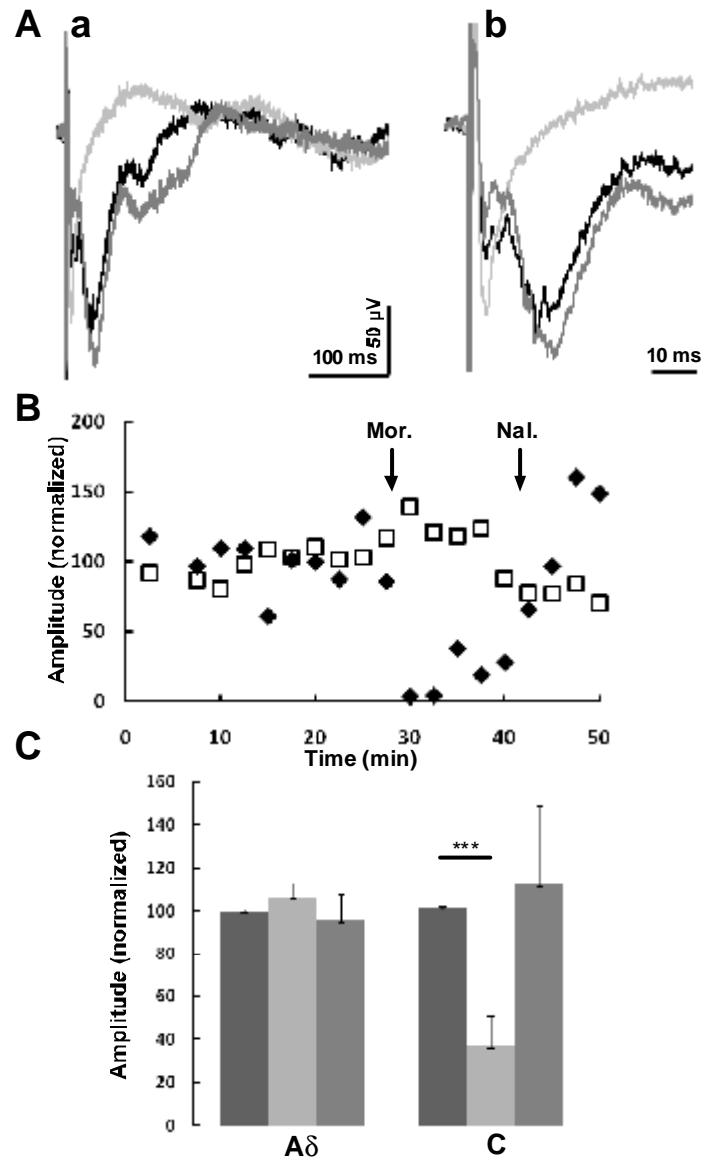 A a b
50 µV
100 ms
10 ms
B
200
150
100
50
0
Amplitude (normalized)
Mor. Nal.
0 10 20 30 40 50
Time (min)
C
160
140
120
100
80
60
40
20
0
Amplitude (normalized)
***
Aδ C